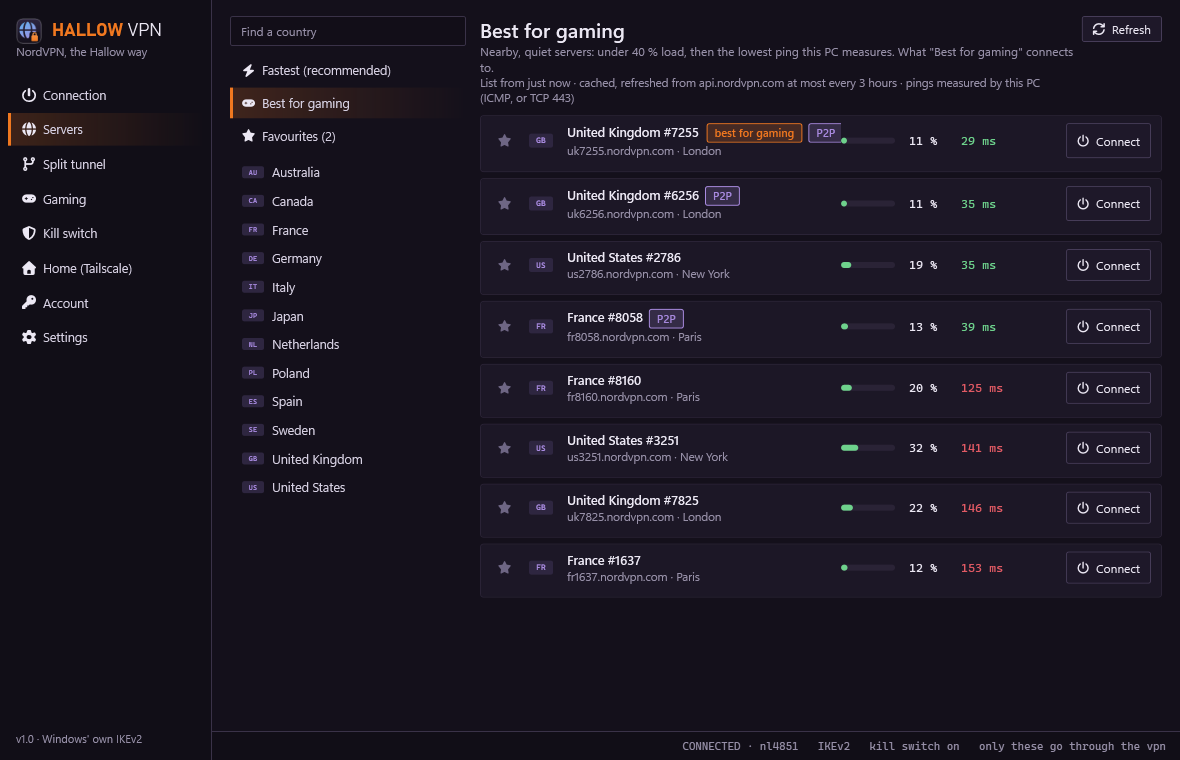 HALLOW VPN
NordVPN, the Hallow way
Connection
Servers
Split tunnel
Gaming
Kill switch
Home (Tailscale)
Account
Settings
v1.0 · Windows' own IKEv2
Find a country
Fastest (recommended)
Best for gaming
Favourites (2)
AU Australia
CA Canada
FR France
DE Germany
IT Italy
JP Japan
NL Netherlands
PL Poland
ES Spain
SE Sweden
GB United Kingdom
US United States
Best for gaming
Refresh
Nearby, quiet servers: under 40 % load, then the lowest ping this PC measures. What "Best for gaming" connects
to.
List from just now · cached, refreshed from api.nordvpn.com at most every 3 hours · pings measured by this PC
(ICMP, or TCP 443)
GB United Kingdom #7255 best for gaming P2P 11 % 29 ms Connect
uk7255.nordvpn.com · London
GB United Kingdom #6256 P2P 11 % 35 ms Connect
uk6256.nordvpn.com · London
US United States #2786 19 % 35 ms Connect
us2786.nordvpn.com · New York
FR France #8058 P2P 13 % 39 ms Connect
fr8058.nordvpn.com · Paris
FR France #8160 20 % 125 ms Connect
fr8160.nordvpn.com · Paris
US United States #3251 32 % 141 ms Connect
us3251.nordvpn.com · New York
GB United Kingdom #7825 22 % 146 ms Connect
uk7825.nordvpn.com · London
FR France #1637 12 % 153 ms Connect
fr1637.nordvpn.com · Paris
CONNECTED · nl4851 IKEv2 kill switch on only these go through the vpn